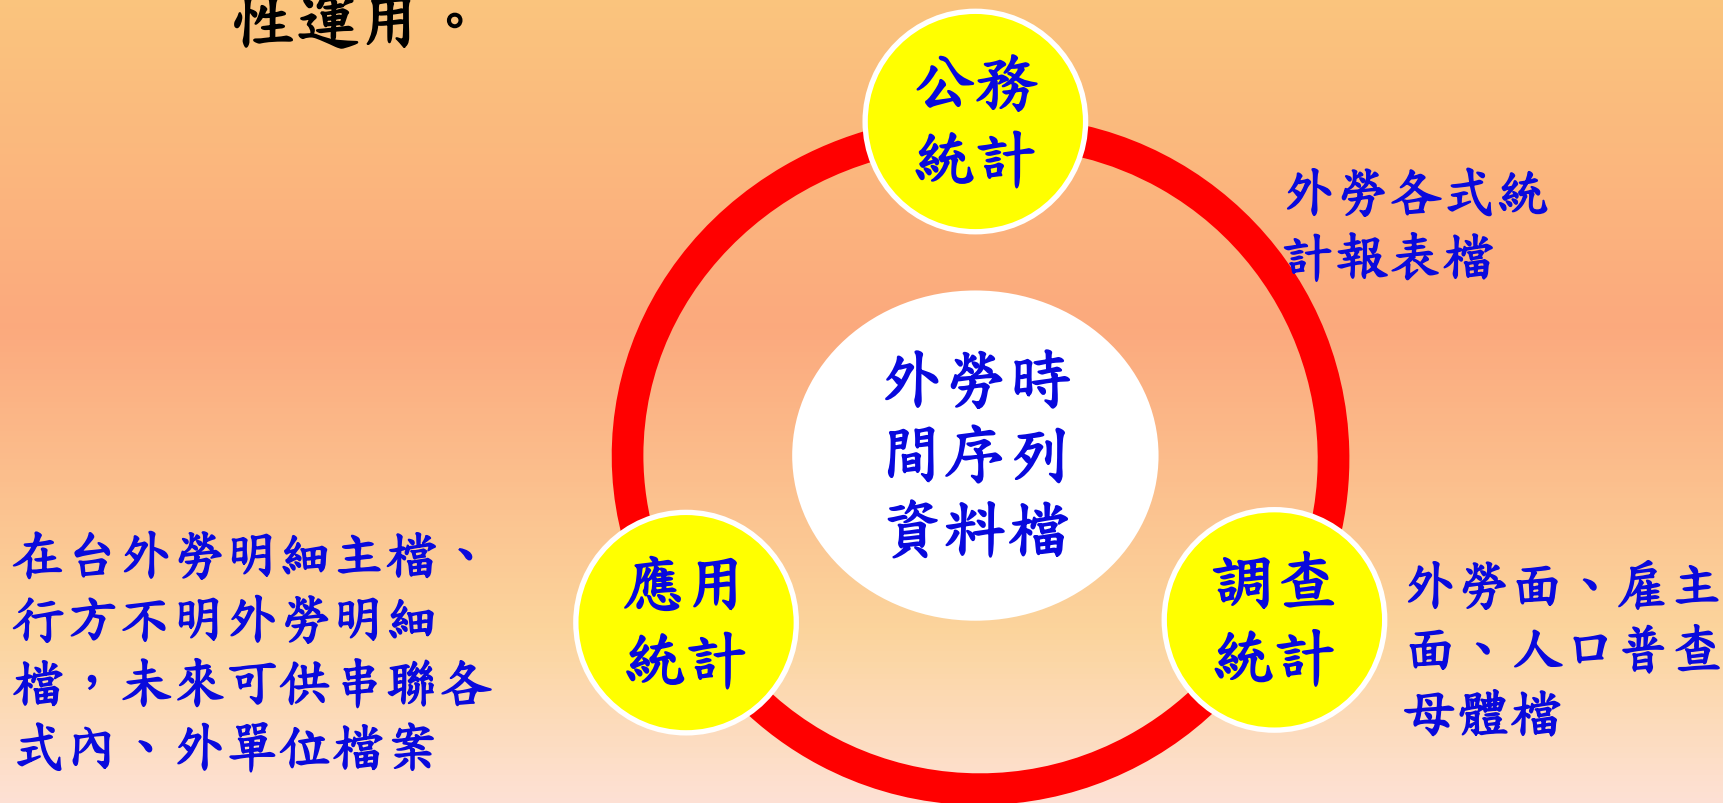 性運用。
公務
統計
外勞各式統
計報表檔
外勞時
間序列
資料檔
應用
統計
在台外勞明細主檔、
行方不明外勞明細
檔，未來可供串聯各
式內、外單位檔案
調查
統計
外勞面、雇主
面、人口普查
母體檔